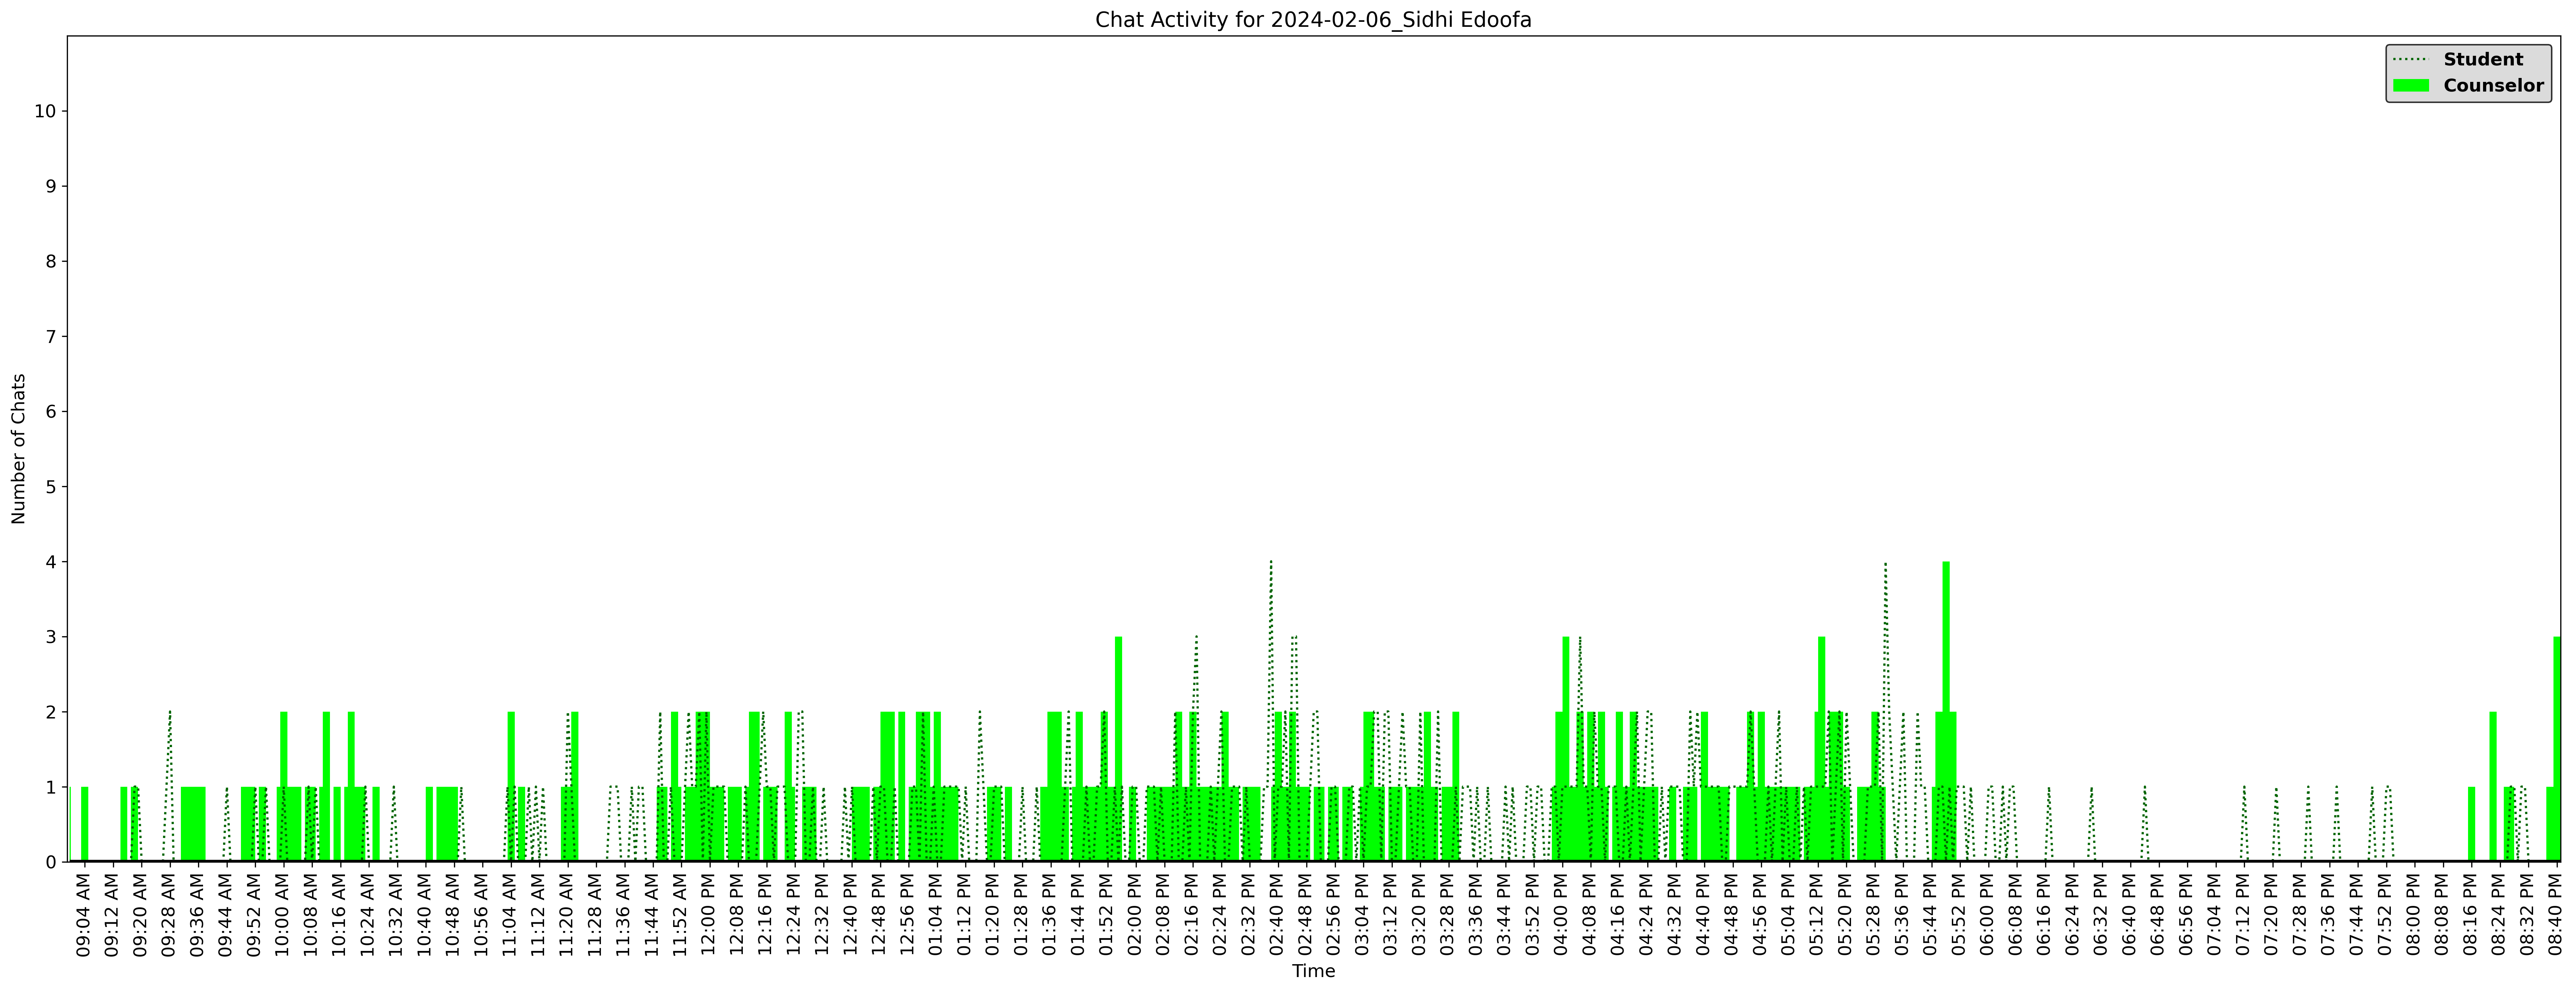 Chat Activity for 2024-02-06_Sidhi Edoofa
Student
Counselor
10
9
8
7
6
5
4
3
2
1
0
Number of Chats
09:04 AM
09:12 AM
09:20 AM
09:28 AM
09:36 AM
09:44 AM
09:52 AM
10:00 AM
10:08 AM
10:16 AM
10:24 AM
10:32 AM
10:40 AM
10:48 AM
10:56 AM
11:04 AM
11:12 AM
11:20 AM
11:28 AM
11:36 AM
11:44 AM
11:52 AM
12:00 PM
12:08 PM
12:16 PM
12:24 PM
12:32 PM
12:40 PM
12:48 PM
12:56 PM
01:04 PM
01:12 PM
01:20 PM
01:28 PM
01:36 PM
01:44 PM
01:52 PM
02:00 PM
02:08 PM
02:16 PM
02:24 PM
02:32 PM
02:40 PM
02:48 PM
02:56 PM
03:04 PM
03:12 PM
03:20 PM
03:28 PM
03:36 PM
03:44 PM
03:52 PM
04:00 PM
04:08 PM
04:16 PM
04:24 PM
04:32 PM
04:40 PM
04:48 PM
04:56 PM
05:04 PM
05:12 PM
05:20 PM
05:28 PM
05:36 PM
05:44 PM
05:52 PM
06:00 PM
06:08 PM
06:16 PM
06:24 PM
06:32 PM
06:40 PM
06:48 PM
06:56 PM
07:04 PM
07:12 PM
07:20 PM
07:28 PM
07:36 PM
07:44 PM
07:52 PM
08:00 PM
08:08 PM
08:16 PM
08:24 PM
08:32 PM
08:40 PM
Time